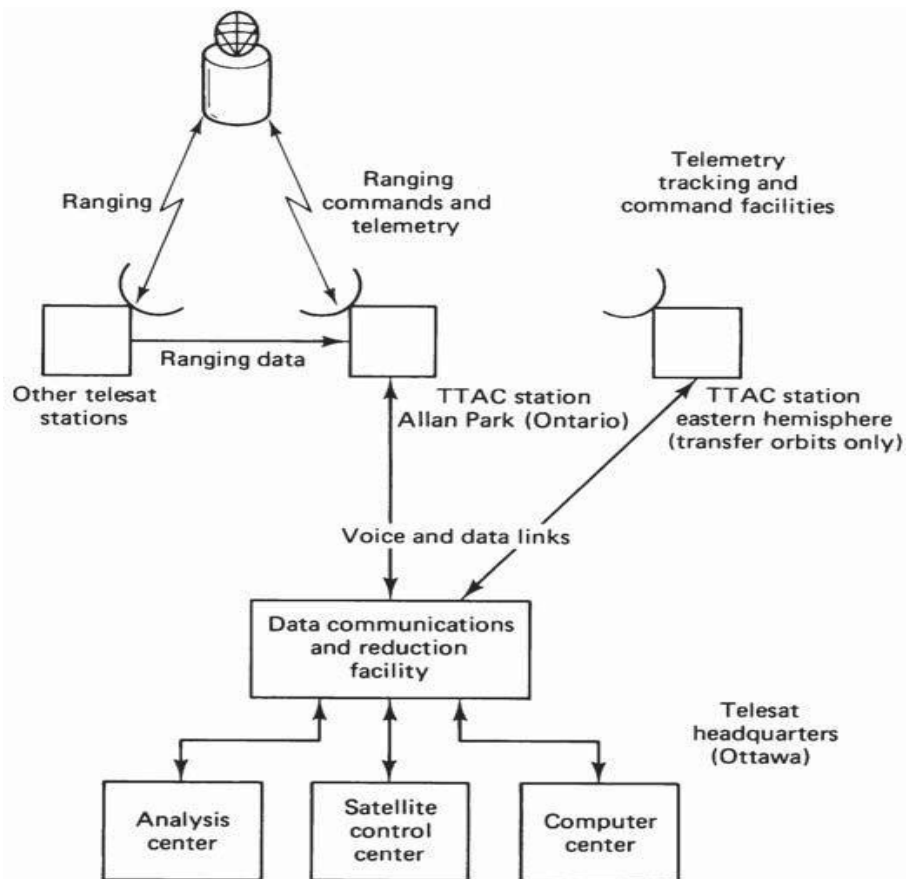 Ranging
Ranging
commands and
telemetry
Telemetry
tracking and
command facilities
Ranging data
Other telesat
stations
TTAC station
Allan Park (Ontario)
TTAC station
eastern hemisphere
(transfer orbits only)
Voice and data links
Data communications
and reduction
facility
Telesat
headquarters
(Ottawa)
Analysis
center
Satellite
control
center
Computer
center